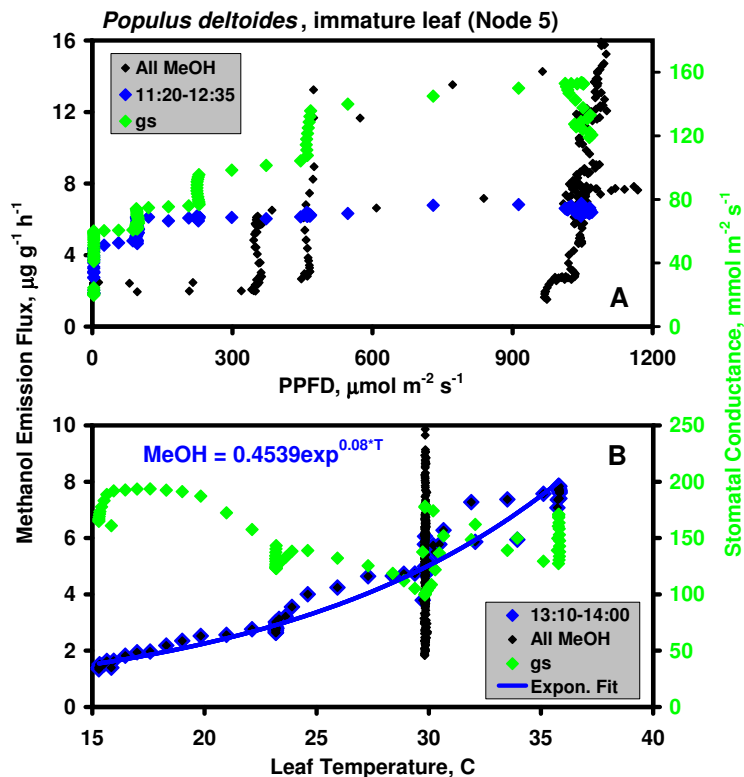 Populus deltoides, immature leaf (Node 5)
16
12
8
4
0
All MeOH
11:20-12:35
gs
A
160
120
80
40
0
0
300
600
900
1200
PPFD, μmol m⁻² s⁻¹
Methanol Emission Flux, μg g⁻¹ h⁻¹
Stomatal Conductance, mmol m⁻² s⁻¹
10
8
6
4
2
0
MeOH = 0.4539exp^0.08*T
B
250
200
150
100
50
0
13:10-14:00
All MeOH
gs
Expon. Fit
15
20
25
30
35
40
Leaf Temperature, C